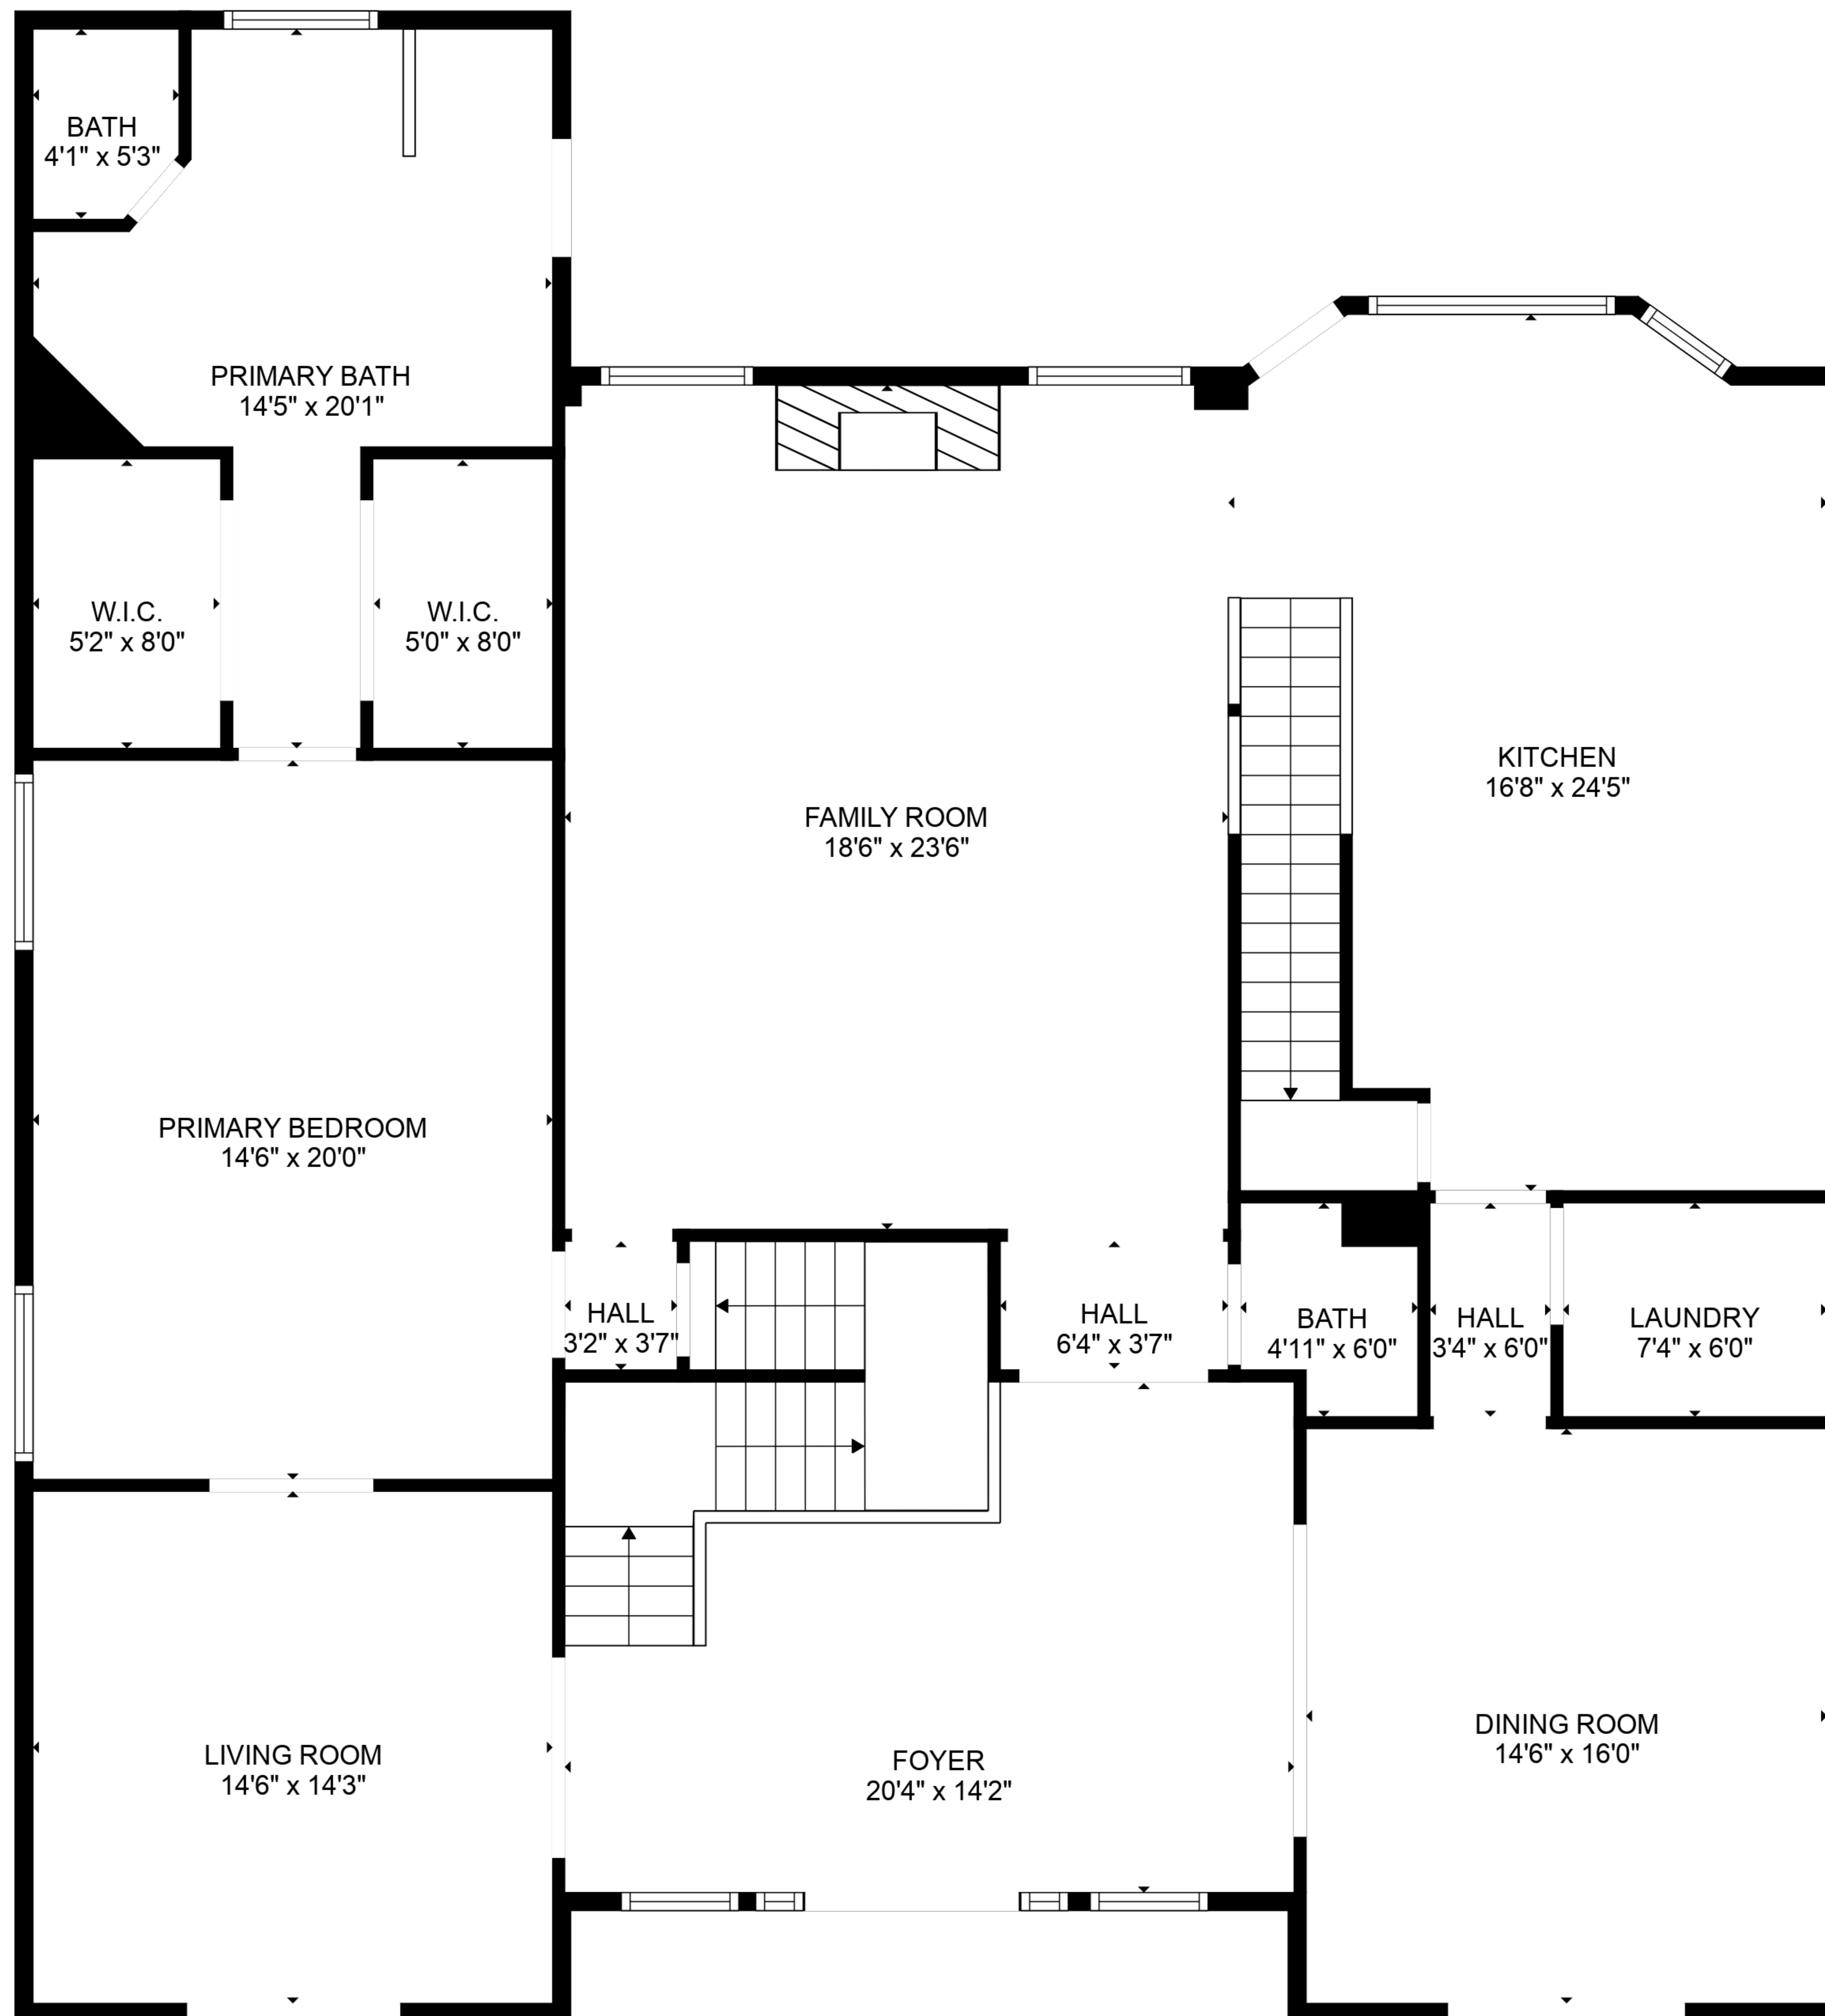 BATH
4'1" x 5'3"
PRIMARY BATH
14'5" x 20'1"
W.I.C.
5'2" x 8'0"
W.I.C.
5'0" x 8'0"
KITCHEN
16'8" x 24'5"
FAMILY ROOM
18'6" x 23'6"
PRIMARY BEDROOM
14'6" x 20'0"
HALL
3'2" x 3'7"
HALL
6'4" x 3'7"
BATH
4'11" x 6'0"
HALL
3'4" x 6'0"
LAUNDRY
7'4" x 6'0"
LIVING ROOM
14'6" x 14'3"
FOYER
20'4" x 14'2"
DINING ROOM
14'6" x 16'0"